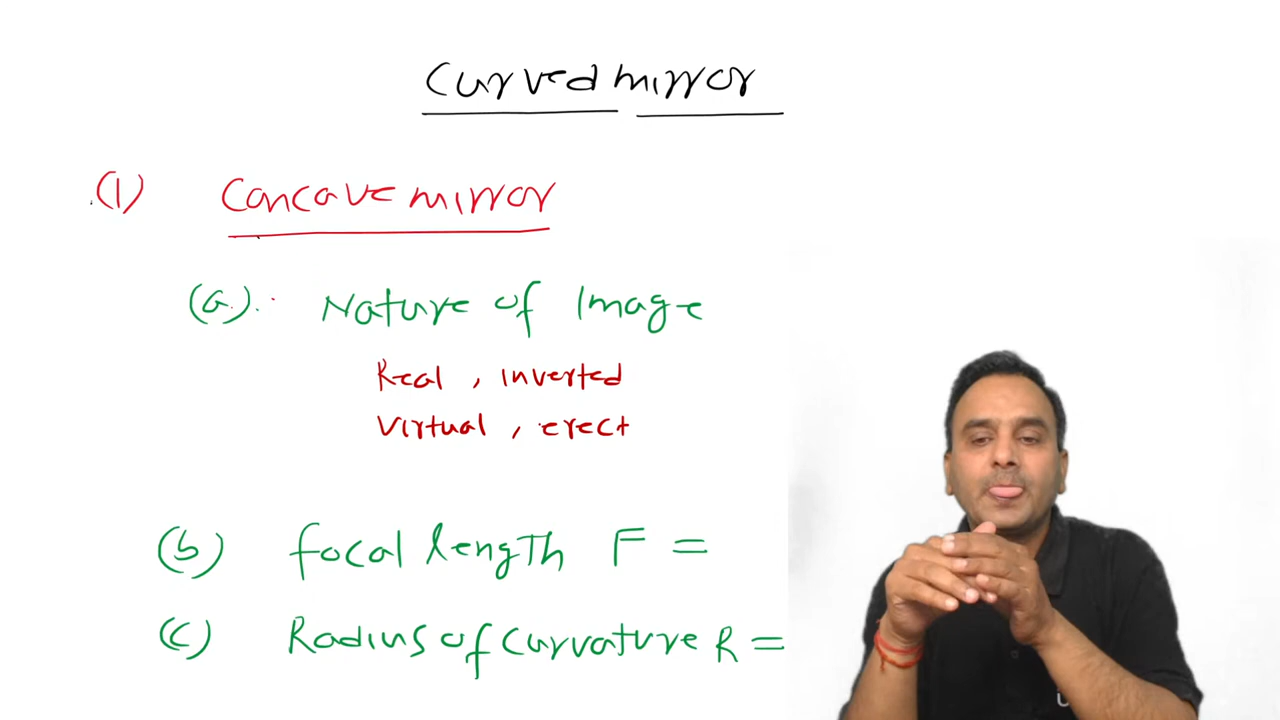 Curved mirror
(1) Concave mirror
(a). Nature of Image
Real, inverted
Virtual, erect
(b) focal length F =
(c) Radius of curvature R =